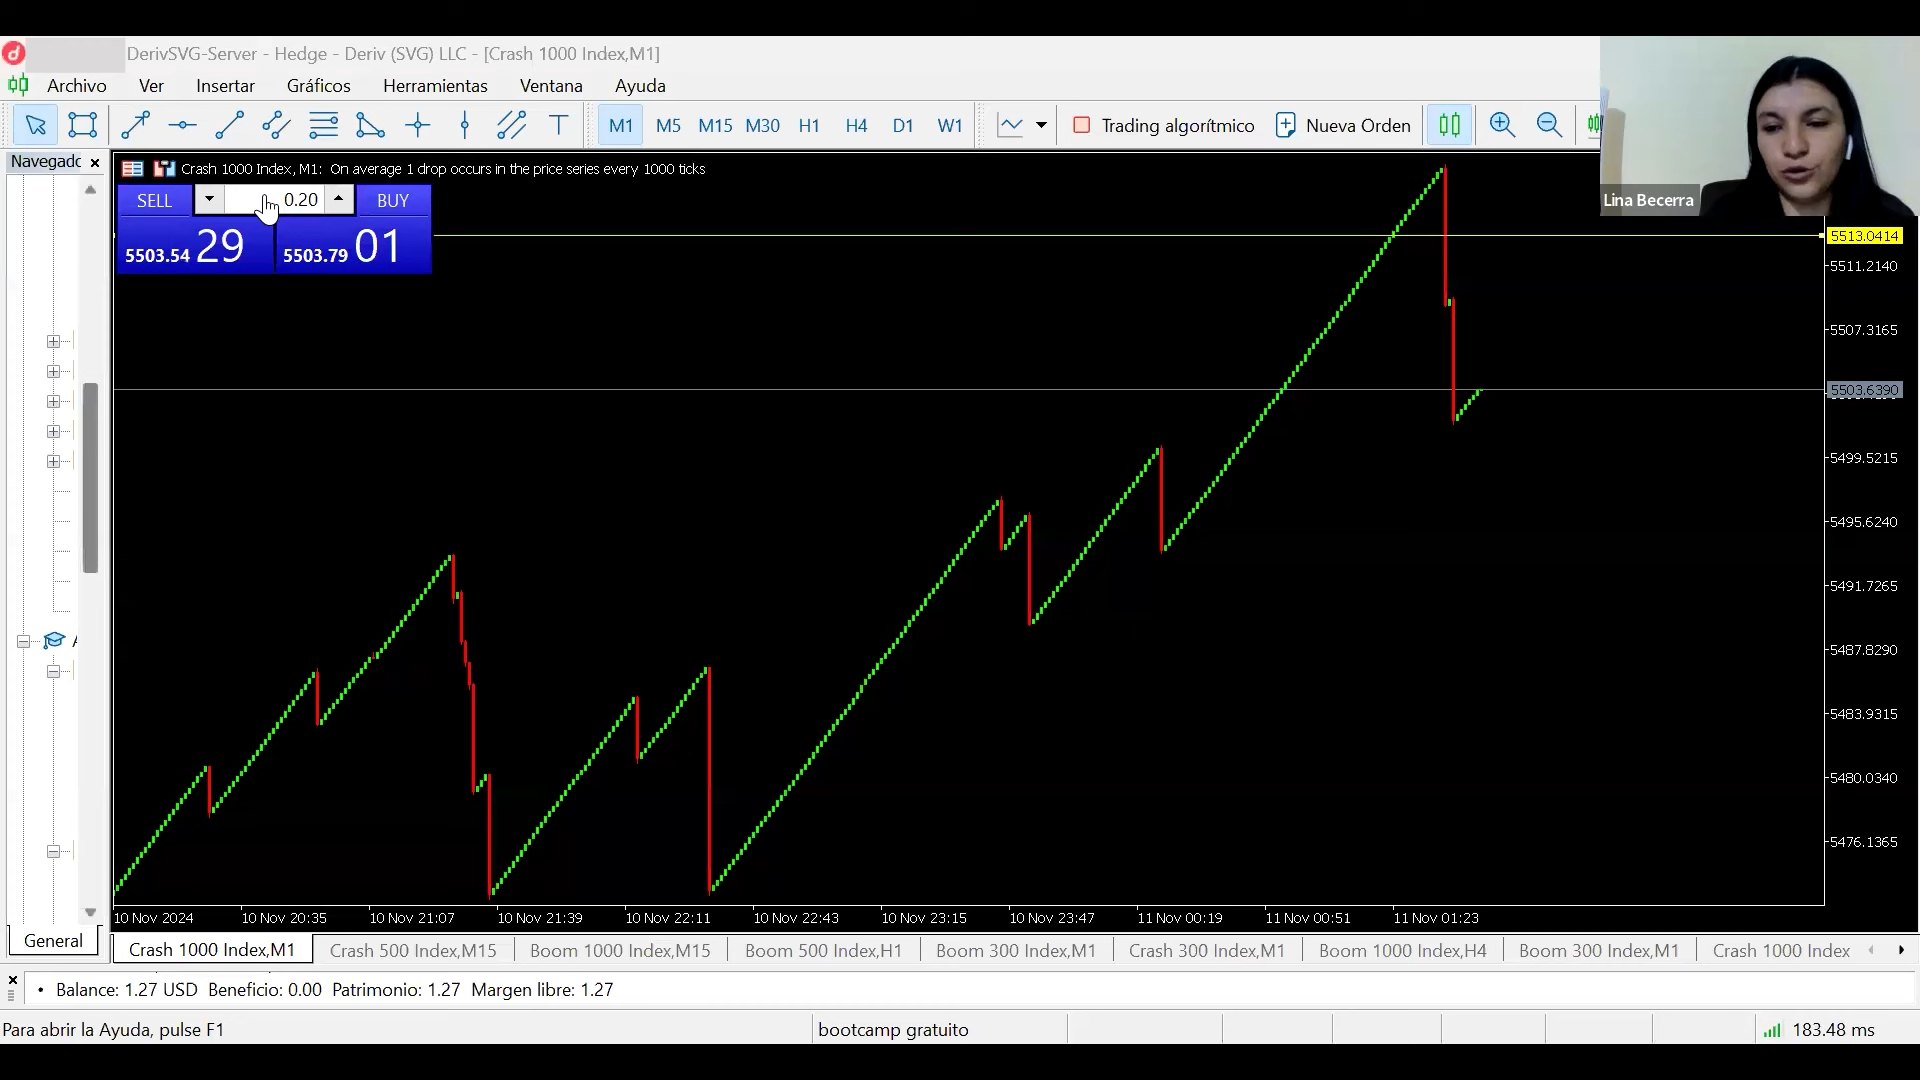 DerivSVG-Server - Hedge - Deriv (SVG) LLC - [Crash 1000 Index,M1]
Archivo Ver Insertar Gráficos Herramientas Ventana Ayuda
M1 M5 M15 M30 H1 H4 D1 W1 Trading algorítmico Nueva Orden
Navegadc
Crash 1000 Index, M1: On average 1 drop occurs in the price series every 1000 ticks
SELL 0.20 BUY
5503.54 29 5503.79 01
Lina Becerra
5513.0414
5511.2140
5507.3165
5503.6390
5499.5215
5495.6240
5491.7265
5487.8290
5483.9315
5480.0340
5476.1365
10 Nov 2024 10 Nov 20:35 10 Nov 21:07 10 Nov 21:39 10 Nov 22:11 10 Nov 22:43 10 Nov 23:15 10 Nov 23:47 11 Nov 00:19 11 Nov 00:51 11 Nov 01:23
General
Crash 1000 Index,M1 Crash 500 Index,M15 Boom 1000 Index,M15 Boom 500 Index,H1 Boom 300 Index,M1 Crash 300 Index,M1 Boom 1000 Index,H4 Boom 300 Index,M1 Crash 1000 Index
Balance: 1.27 USD Beneficio: 0.00 Patrimonio: 1.27 Margen libre: 1.27
Para abrir la Ayuda, pulse F1
bootcamp gratuito
183.48 ms